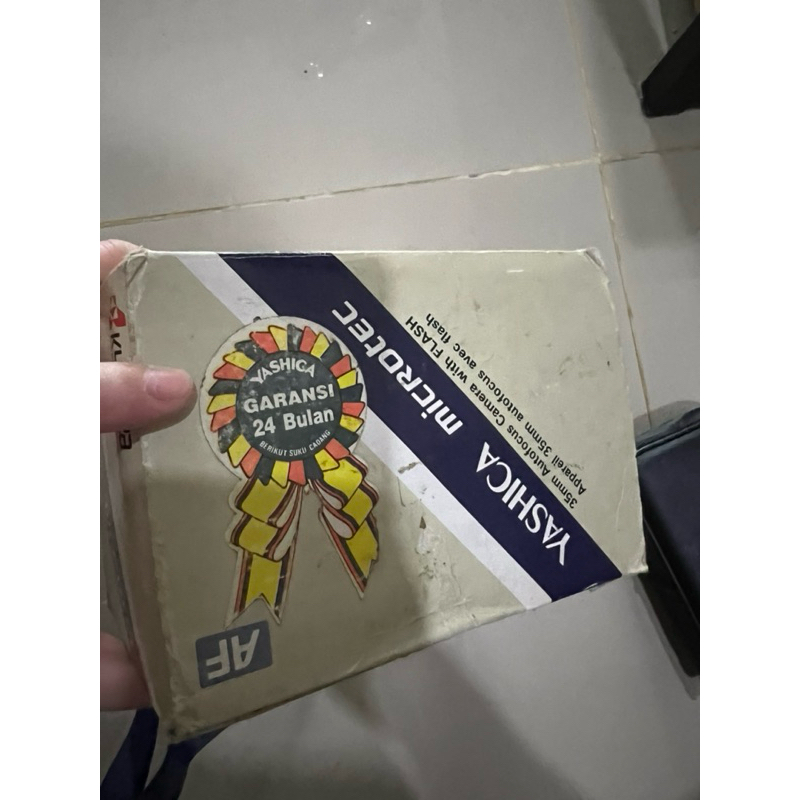 YASHICA MICROTEC
35mm Autofocus Camera with FLASH
Appareil 35mm autofocus avec flash
YASHICA
GARANSI
24 Bulan
BERIKUT SUKU CADANG
AF